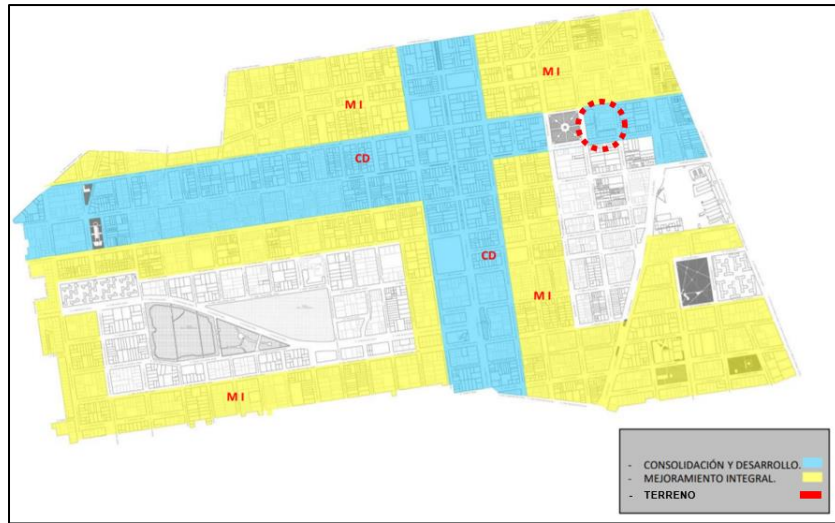 M I
M I
CD
CD
M I
M I
- CONSOLIDACIÓN Y DESARROLLO.
- MEJORAMIENTO INTEGRAL.
- TERRENO